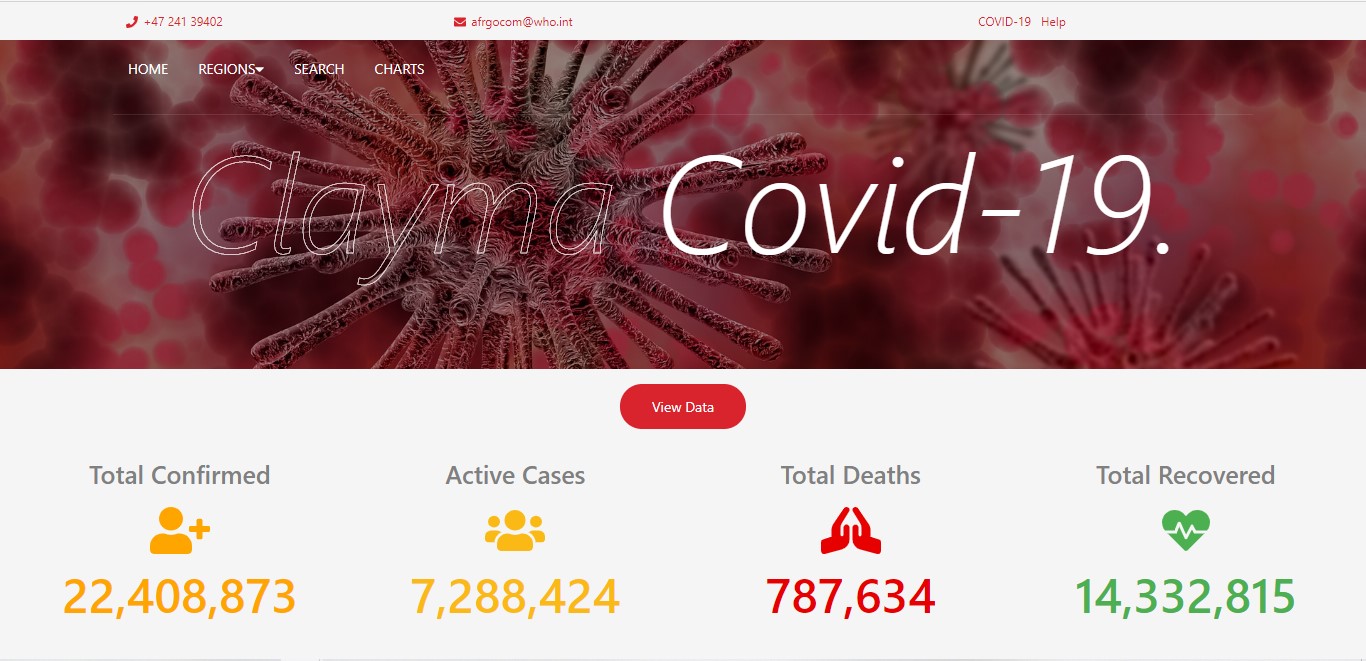 +47 241 39402 afrgocom@who.int COVID-19 Help
HOME REGIONS SEARCH CHARTS
Clayma Covid-19.
View Data
Total Confirmed Active Cases Total Deaths Total Recovered
22,408,873 7,288,424 787,634 14,332,815